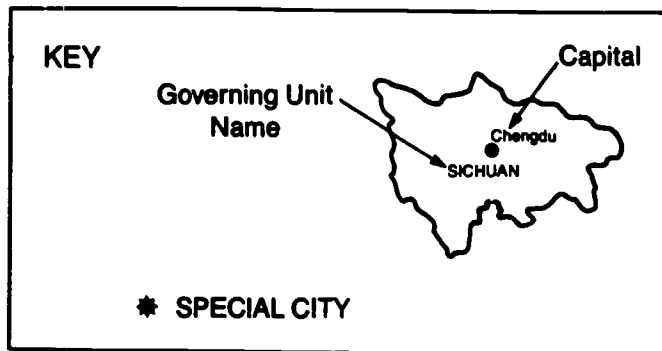 KEY
Capital
Governing Unit
Name
Chengdu
SICHUAN
SPECIAL CITY